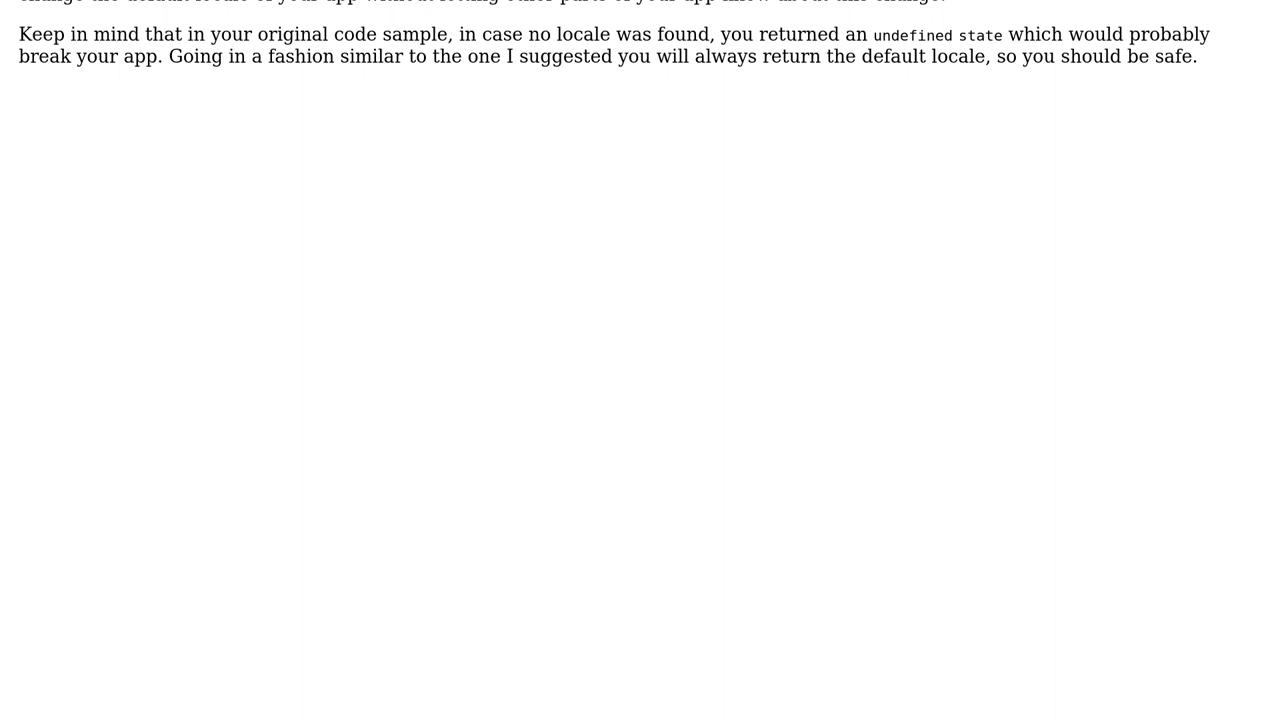 Keep in mind that in your original code sample, in case no locale was found, you returned an undefined state which would probably
break your app. Going in a fashion similar to the one I suggested you will always return the default locale, so you should be safe.